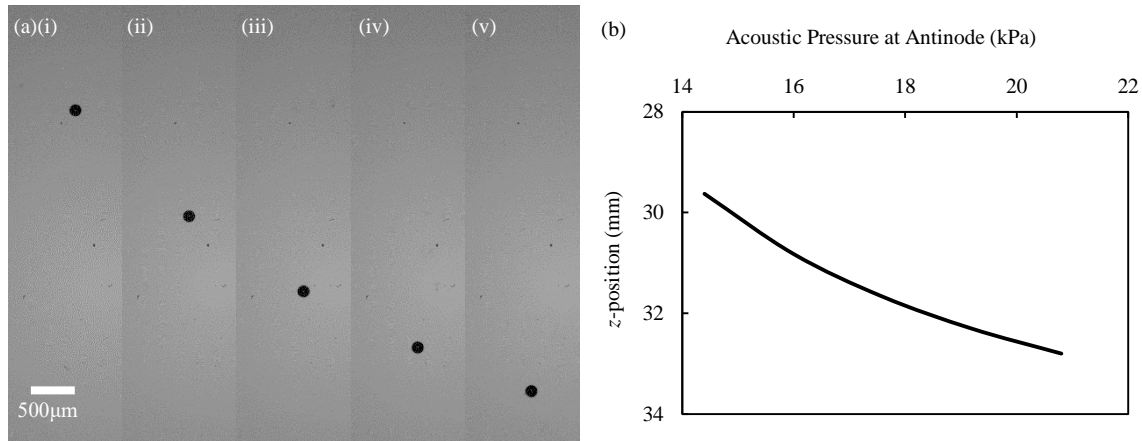 (a)(i) (ii) (iii) (iv) (v)
500μm
(b)
Acoustic Pressure at Antinode (kPa)
14 16 18 20 22
28
30
32
34
z-position (mm)